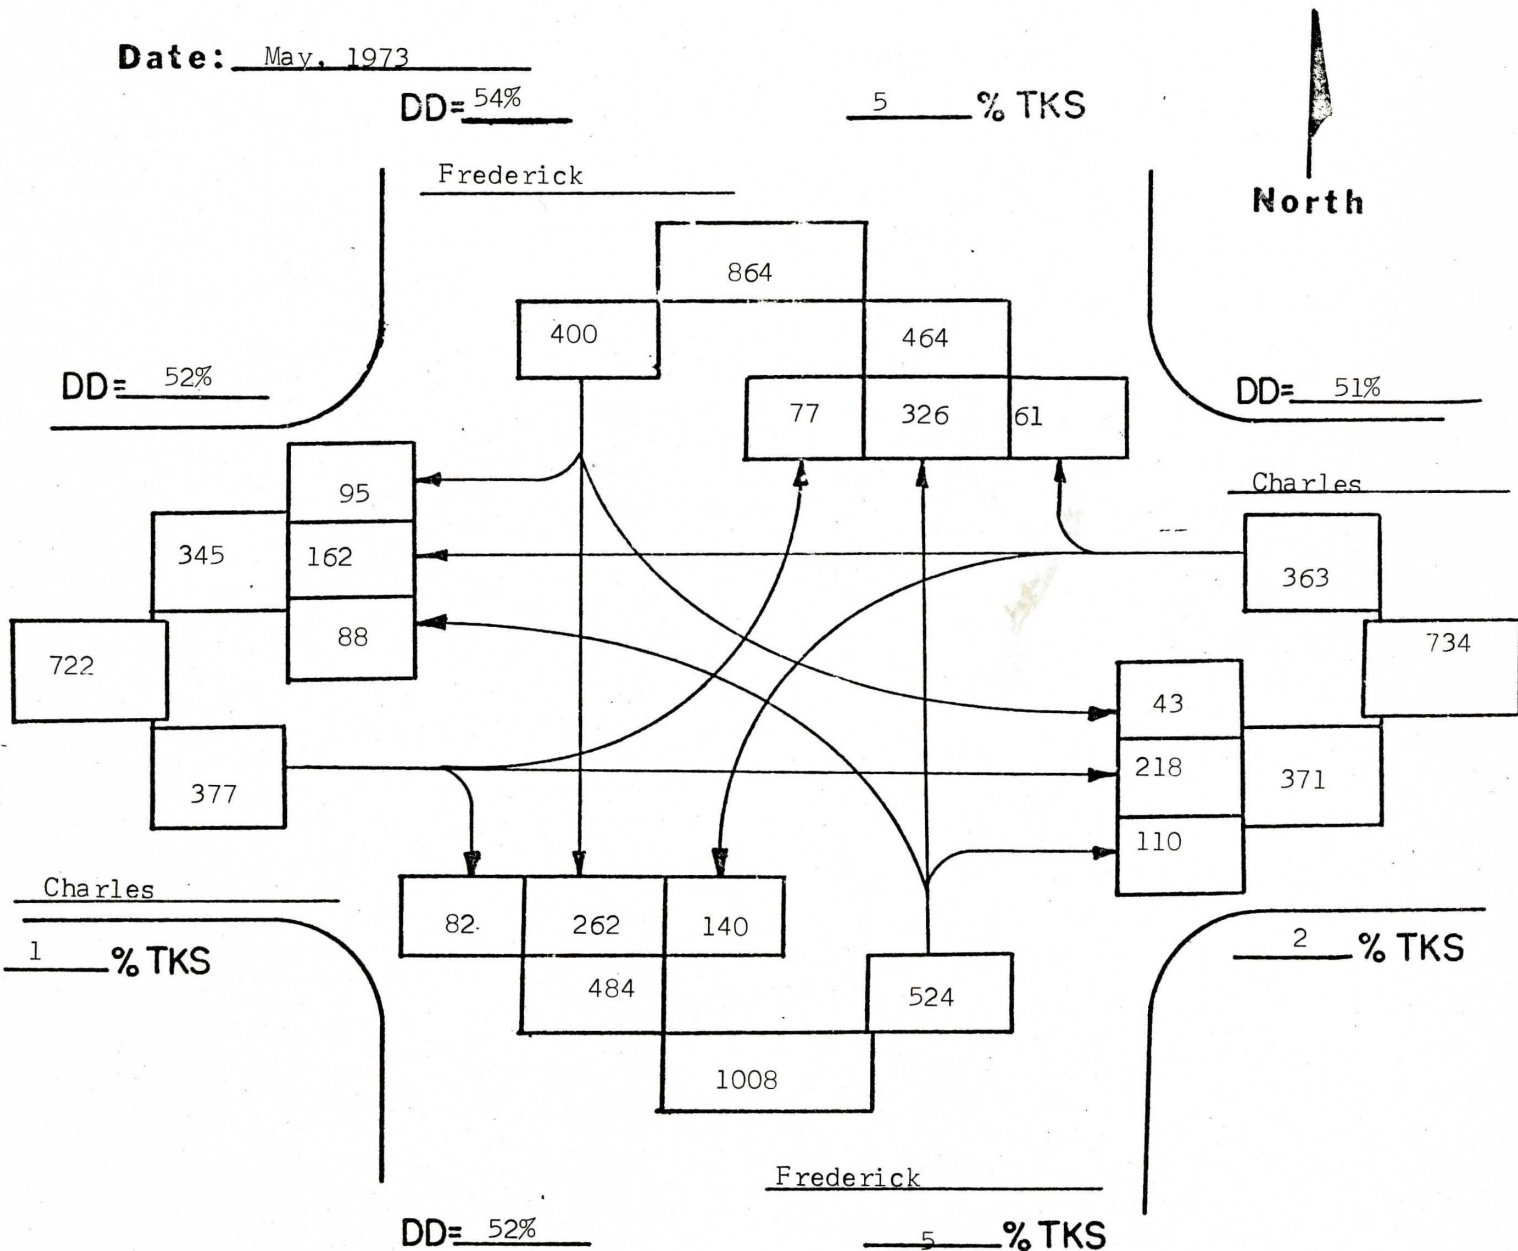 Date: May, 1973
DD= 54%
5 % TKS
Frederick
North
864
400
464
DD= 52%
DD= 51%
77 326 61
Charles
95
345 162
363
88
722
734
43
377
218 371
110
Charles
82 262 140
1 % TKS
2 % TKS
484
524
1008
Frederick
DD= 52%
5 % TKS